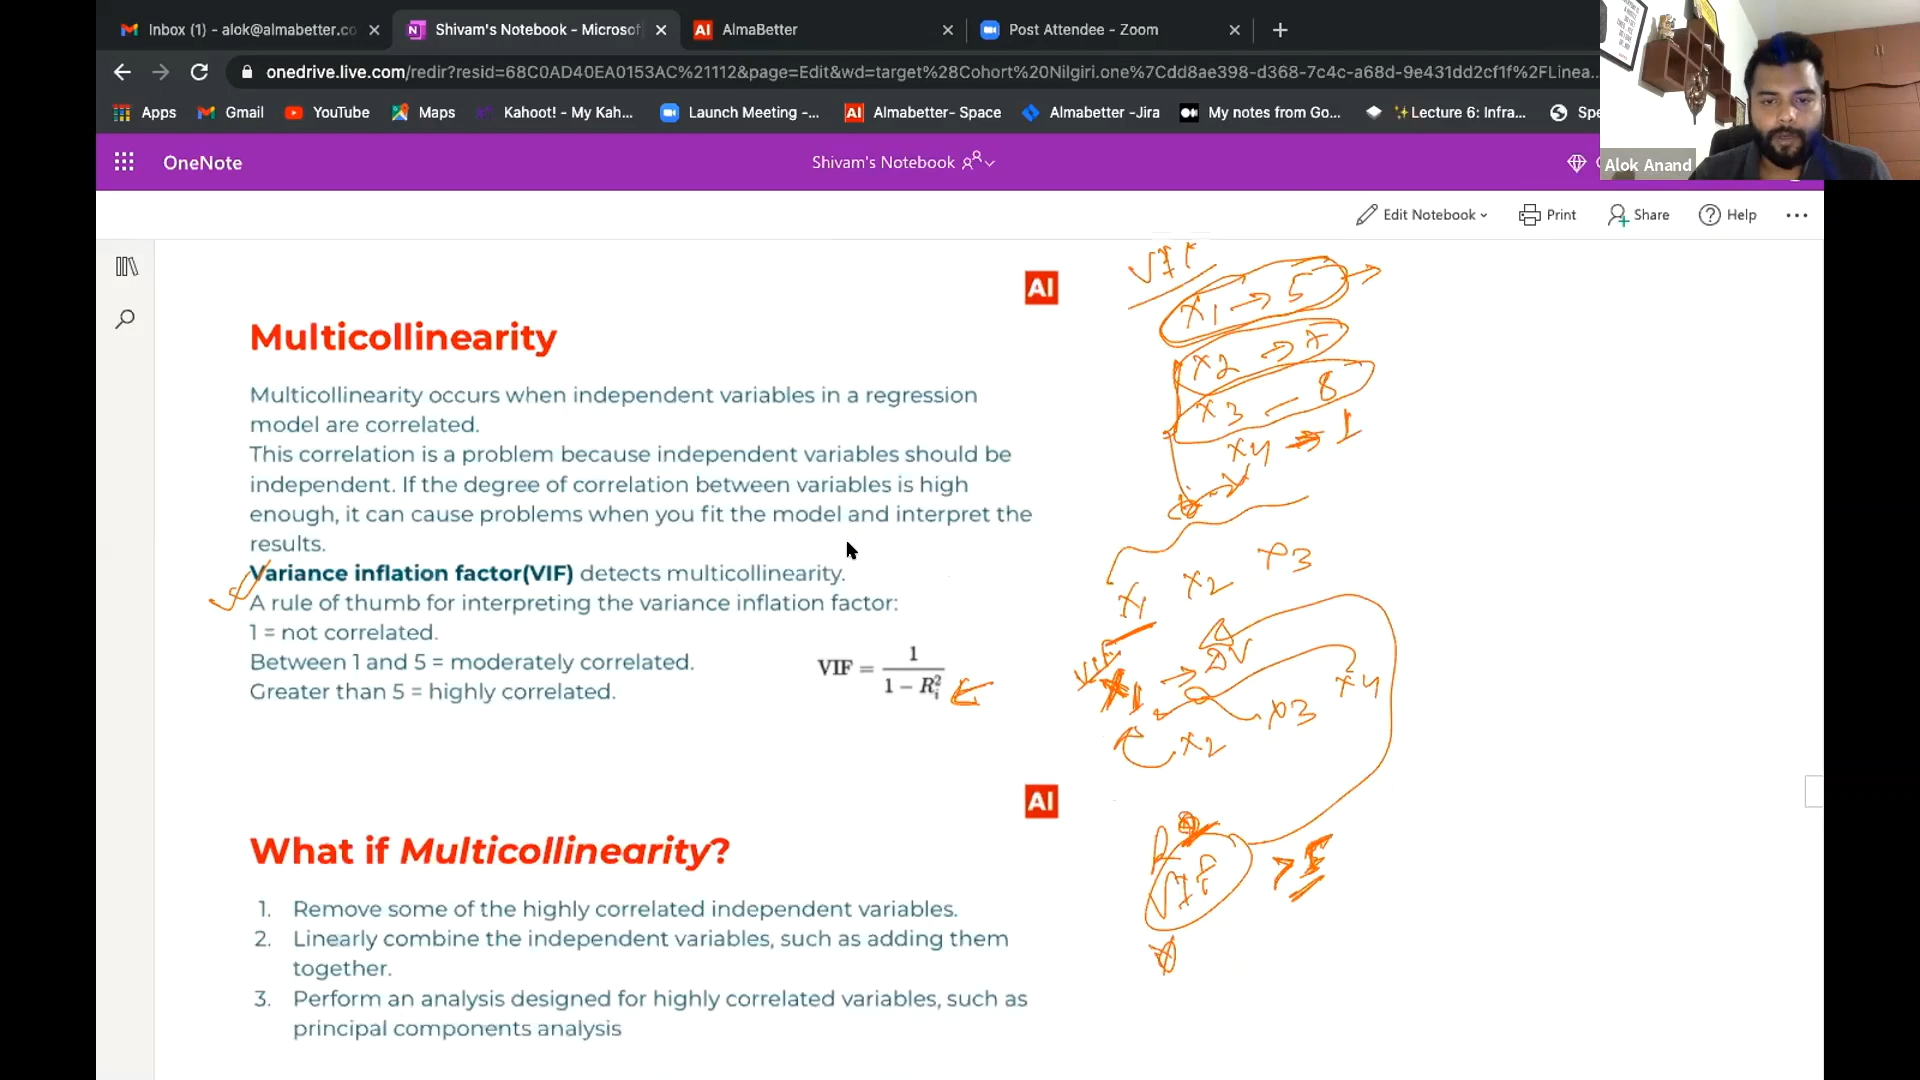 Inbox (1) - alok@almabetter.co
Shivam's Notebook - Microsof
AI AlmaBetter
Post Attendee - Zoom
onedrive.live.com/redir?resid=68C0AD40EA0153AC%21112&page=Edit&wd=target%28Cohort%20Nilgiri.one%7Cdd8ae398-d368-7c4c-a68d-9e431dd2cf1f%2FLinea...
Apps Gmail YouTube Maps Kahoot! - My Kah... Launch Meeting -... AI Almabetter- Space Almabetter -Jira My notes from Go... ✨Lecture 6: Infra... Spe
OneNote
Shivam's Notebook
Alok Anand
Edit Notebook Print Share Help ...
AI
Multicollinearity
Multicollinearity occurs when independent variables in a regression
model are correlated.
This correlation is a problem because independent variables should be
independent. If the degree of correlation between variables is high
enough, it can cause problems when you fit the model and interpret the
results.
Variance inflation factor(VIF) detects multicollinearity.
A rule of thumb for interpreting the variance inflation factor:
1 = not correlated.
Between 1 and 5 = moderately correlated.
Greater than 5 = highly correlated.
VIF = 1 / (1 − R²ᵢ)
AI
What if Multicollinearity?
1. Remove some of the highly correlated independent variables.
2. Linearly combine the independent variables, such as adding them
together.
3. Perform an analysis designed for highly correlated variables, such as
principal components analysis
VIF
x1 → 5 →
x2 → 7
x3 – 8
x4 → 1
x1 x2 x3
VIF
x1 → DV
x4
x3
x2
VIF > 5